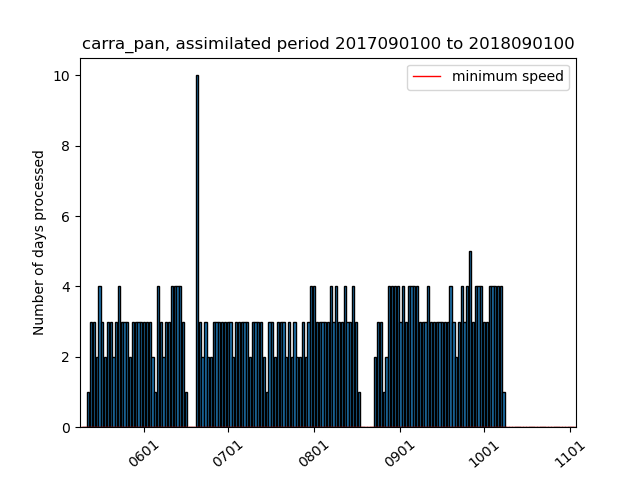 carra_pan, assimilated period 2017090100 to 2018090100
minimum speed
Number of days processed
10
8
6
4
2
0
0601 0701 0801 0901 1001 1101